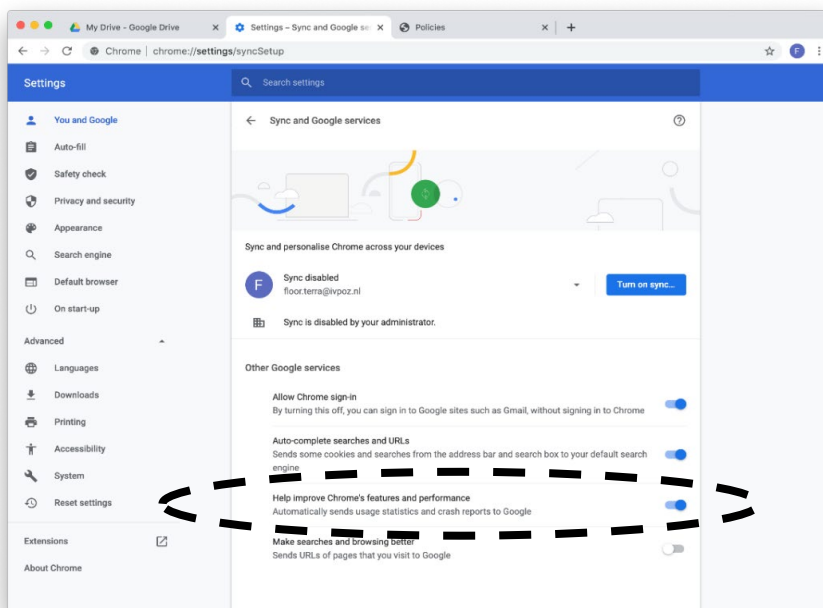 My Drive - Google Drive
Settings – Sync and Google se
Policies
Chrome | chrome://settings/syncSetup
F
Settings
Search settings
You and Google
Auto-fill
Safety check
Privacy and security
Appearance
Search engine
Default browser
On start-up
Advanced
Languages
Downloads
Printing
Accessibility
System
Reset settings
Extensions
About Chrome
Sync and Google services
Sync and personalise Chrome across your devices
F
Sync disabled
floor.terra@ivpoz.nl
Turn on sync...
Sync is disabled by your administrator.
Other Google services
Allow Chrome sign-in
By turning this off, you can sign in to Google sites such as Gmail, without signing in to Chrome
Auto-complete searches and URLs
Sends some cookies and searches from the address bar and search box to your default search
engine
Help improve Chrome's features and performance
Automatically sends usage statistics and crash reports to Google
Make searches and browsing better
Sends URLs of pages that you visit to Google